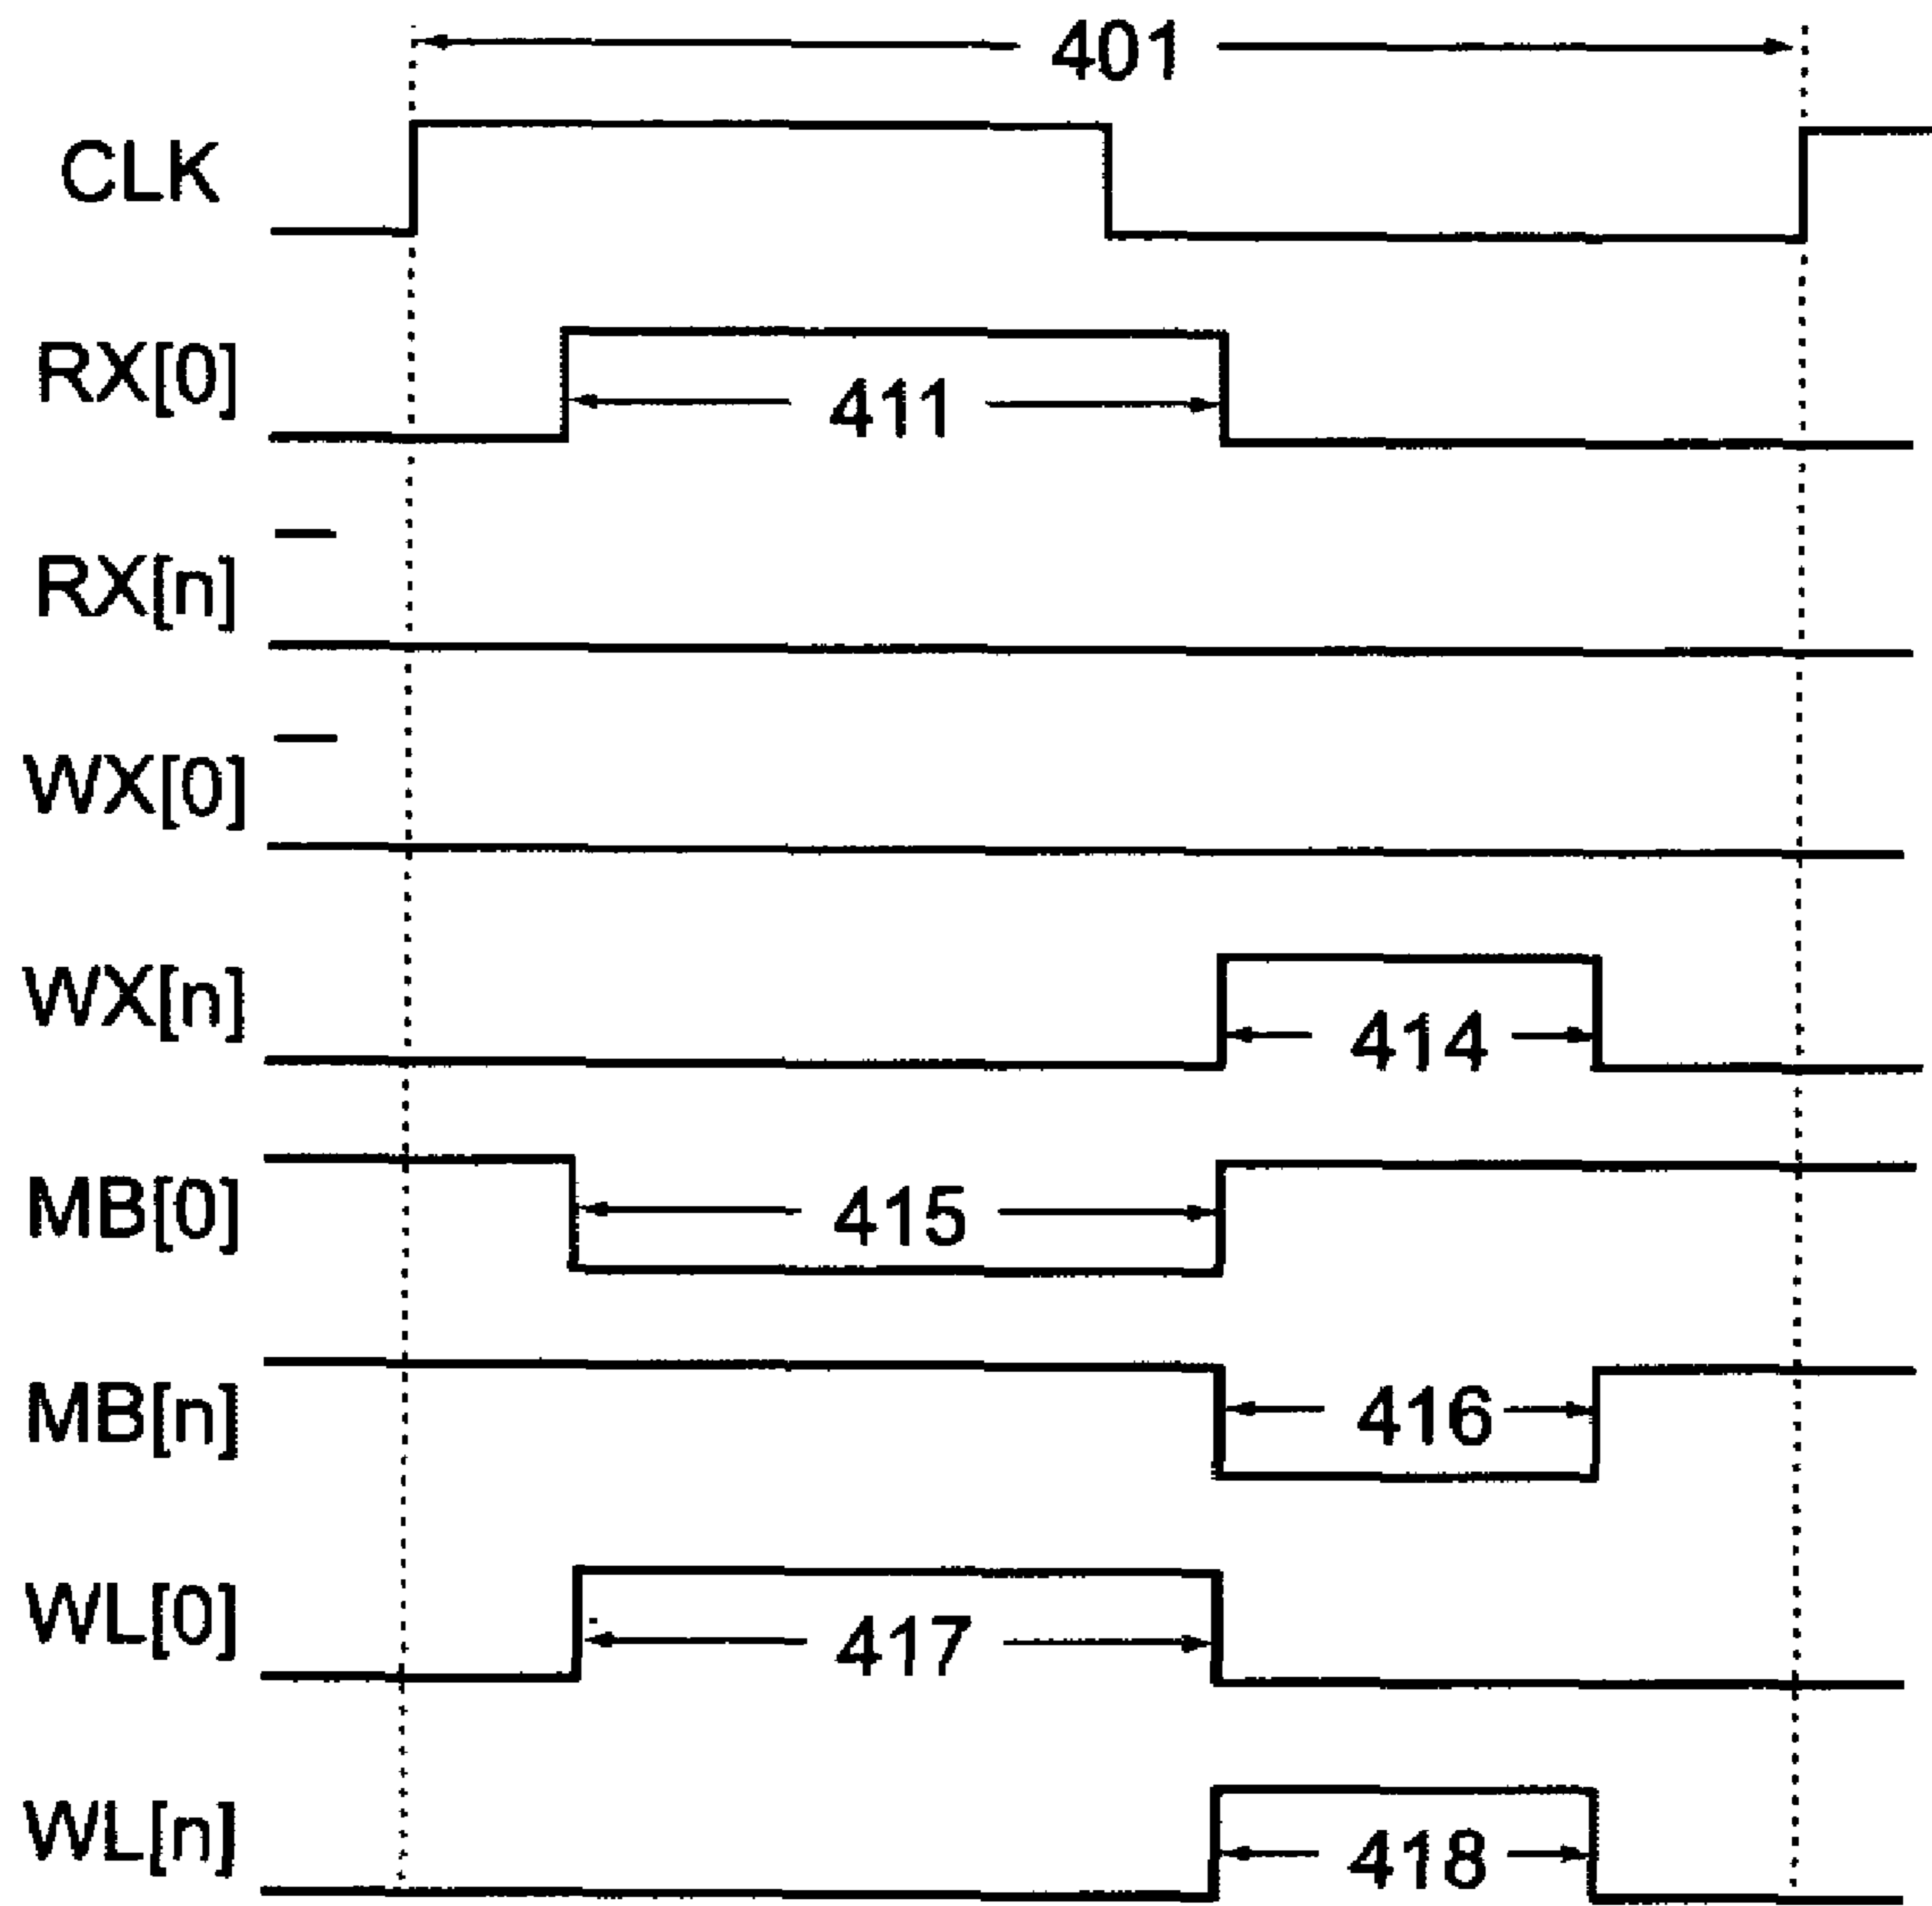 401
CLK
RX[0]
411
RX[n]
WX[0]
WX[n]
414
MB[0]
415
MB[n]
416
WL[0]
417
WL[n]
418